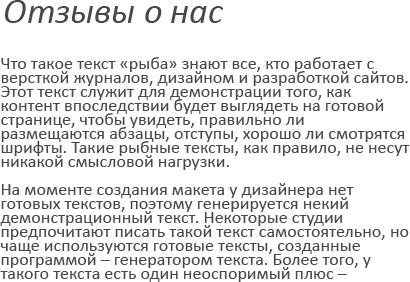 Отзывы о нас
Что такое текст «рыба» знают все, кто работает с
версткой журналов, дизайном и разработкой сайтов.
Этот текст служит для демонстрации того, как
контент впоследствии будет выглядеть на готовой
странице, чтобы увидеть, правильно ли
размещаются абзацы, отступы, хорошо ли смотрятся
шрифты. Такие рыбные тексты, как правило, не несут
никакой смысловой нагрузки.
На моменте создания макета у дизайнера нет
готовых текстов, поэтому генерируется некий
демонстрационный текст. Некоторые студии
предпочитают писать такой текст самостоятельно, но
чаще используются готовые тексты, созданные
программой – генератором текста. Более того, у
такого текста есть один неоспоримый плюс –